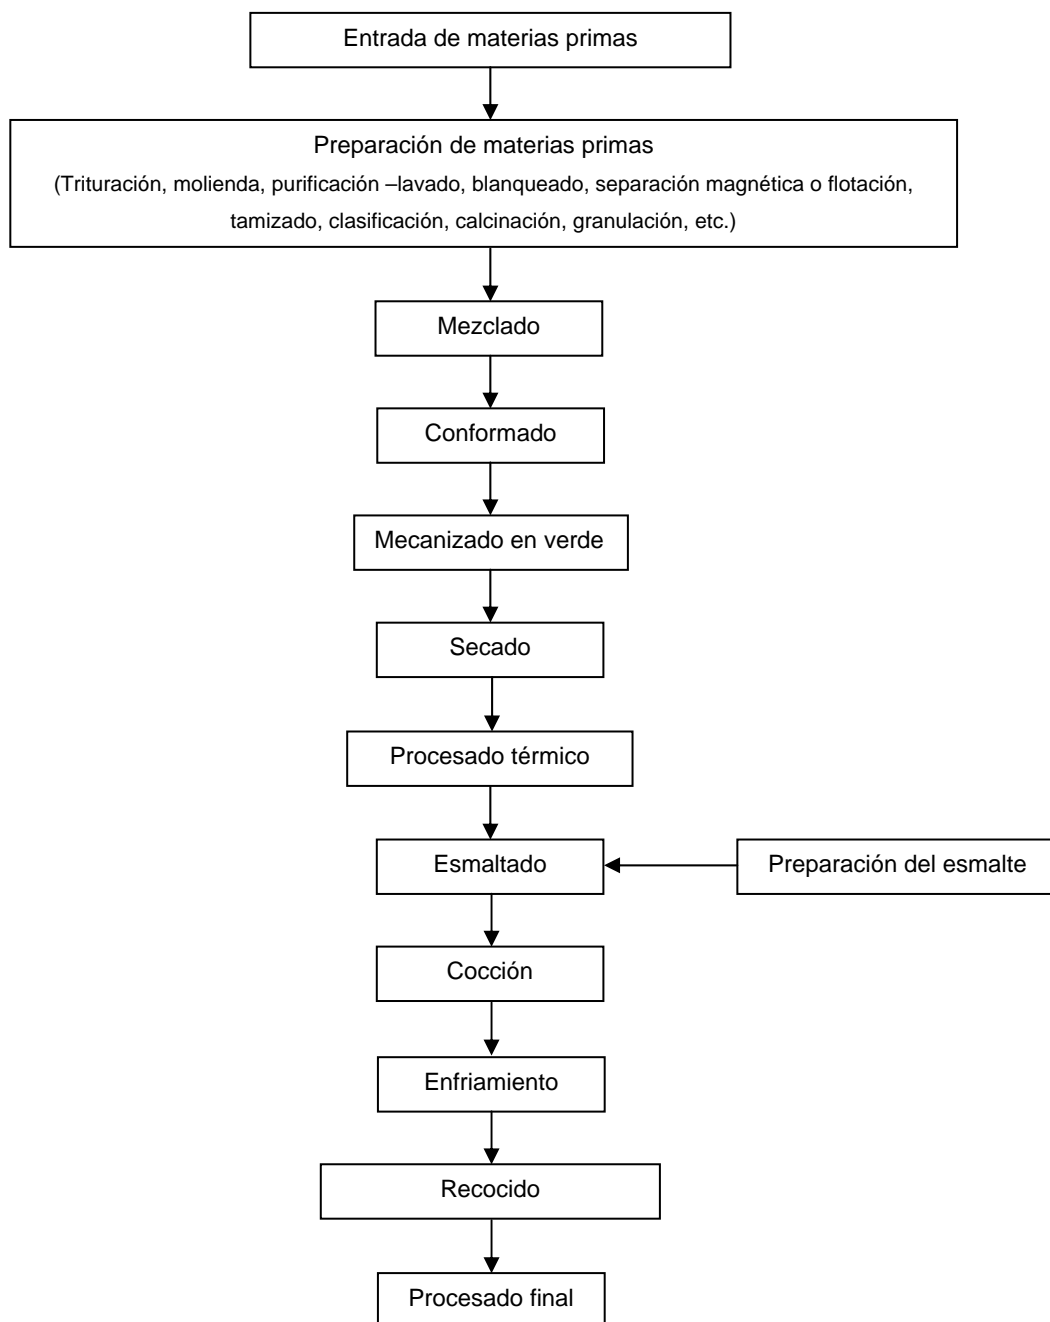 Entrada de materias primas
Preparación de materias primas
(Trituración, molienda, purificación –lavado, blanqueado, separación magnética o flotación,
tamizado, clasificación, calcinación, granulación, etc.)
Mezclado
Conformado
Mecanizado en verde
Secado
Procesado térmico
Esmaltado
Preparación del esmalte
Cocción
Enfriamiento
Recocido
Procesado final